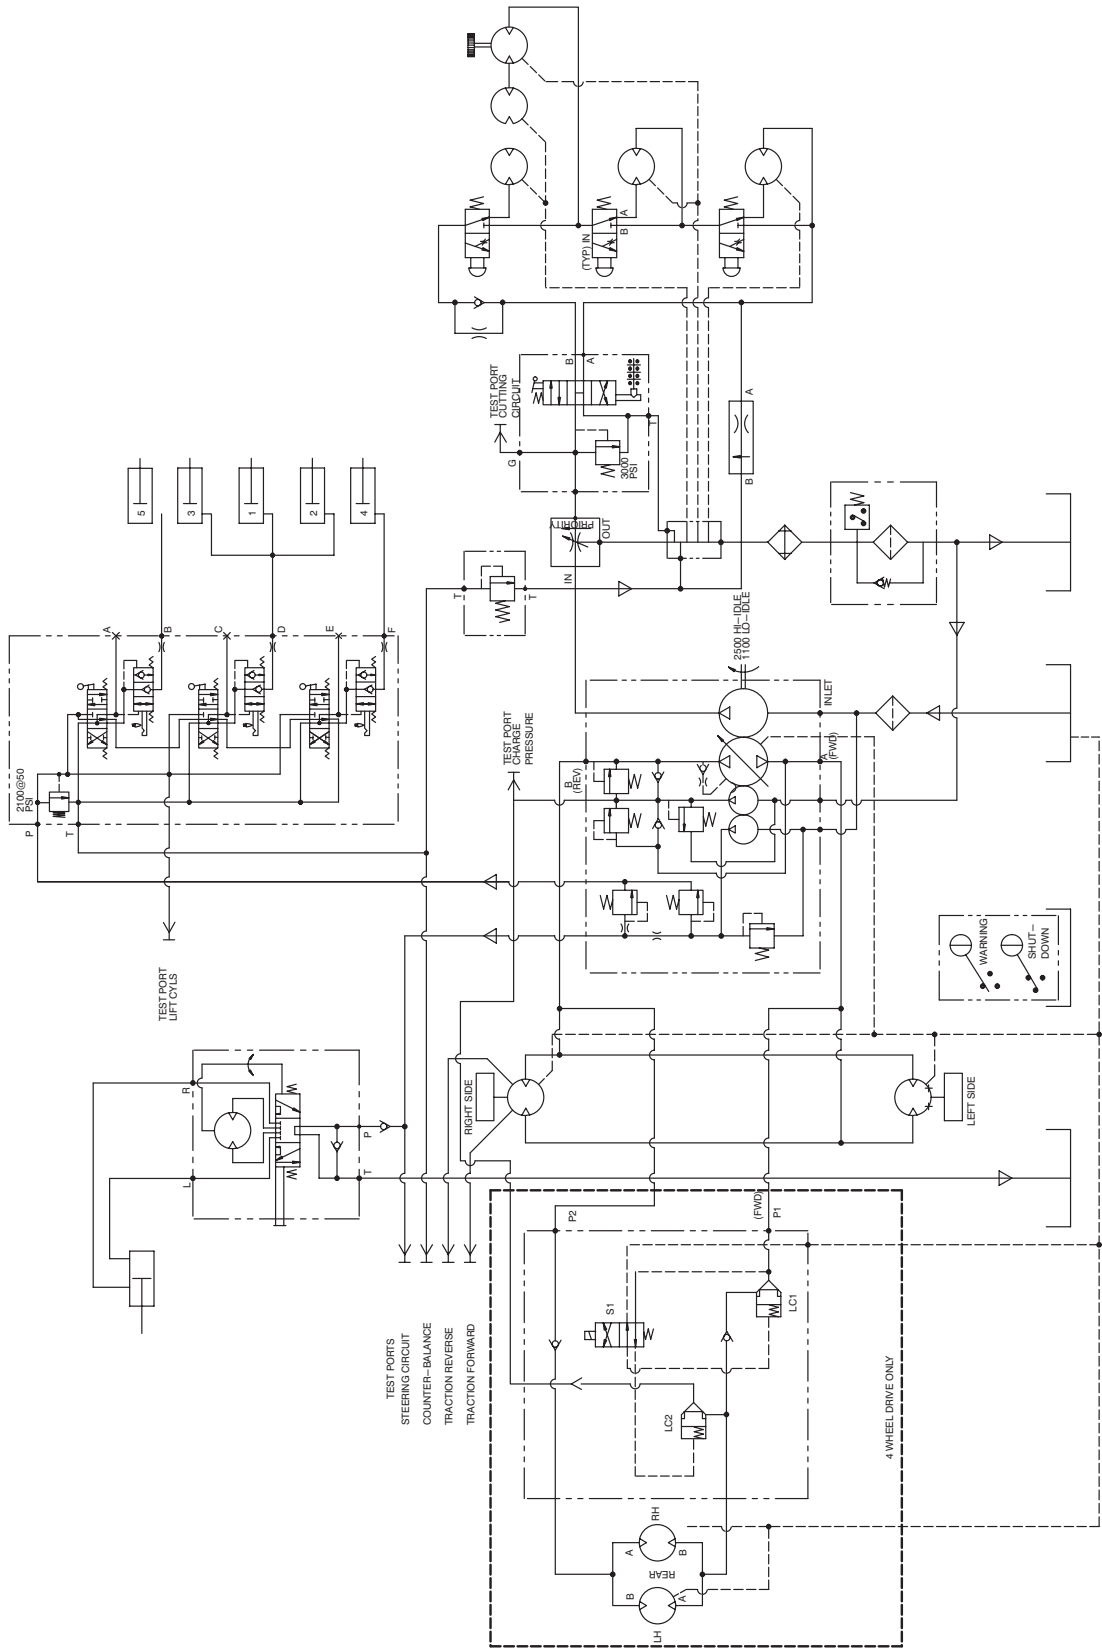 5
3
1
2
4
A
B
C
D
E
F
2100@50
PSI
P
T
TEST PORT
LIFT CYLS
R
L
P
T
(TYP) IN
A
B
TEST PORT
CUTTING
CIRCUIT
B
A
G
T
3000
PSI
PRIORITY
OUT
IN
A
B
T
T
2500 HI-IDLE
1100 LO-IDLE
TEST PORT
CHARGE
PRESSURE
INLET
B
(REV)
A
(FWD)
WARNING
SHUT-
DOWN
RIGHT SIDE
LEFT SIDE
TEST PORTS
STEERING CIRCUIT
COUNTER-BALANCE
TRACTION REVERSE
TRACTION FORWARD
P2
(FWD)
P1
S1
LC1
LC2
4 WHEEL DRIVE ONLY
RH
A
B
REAR
B
A
LH